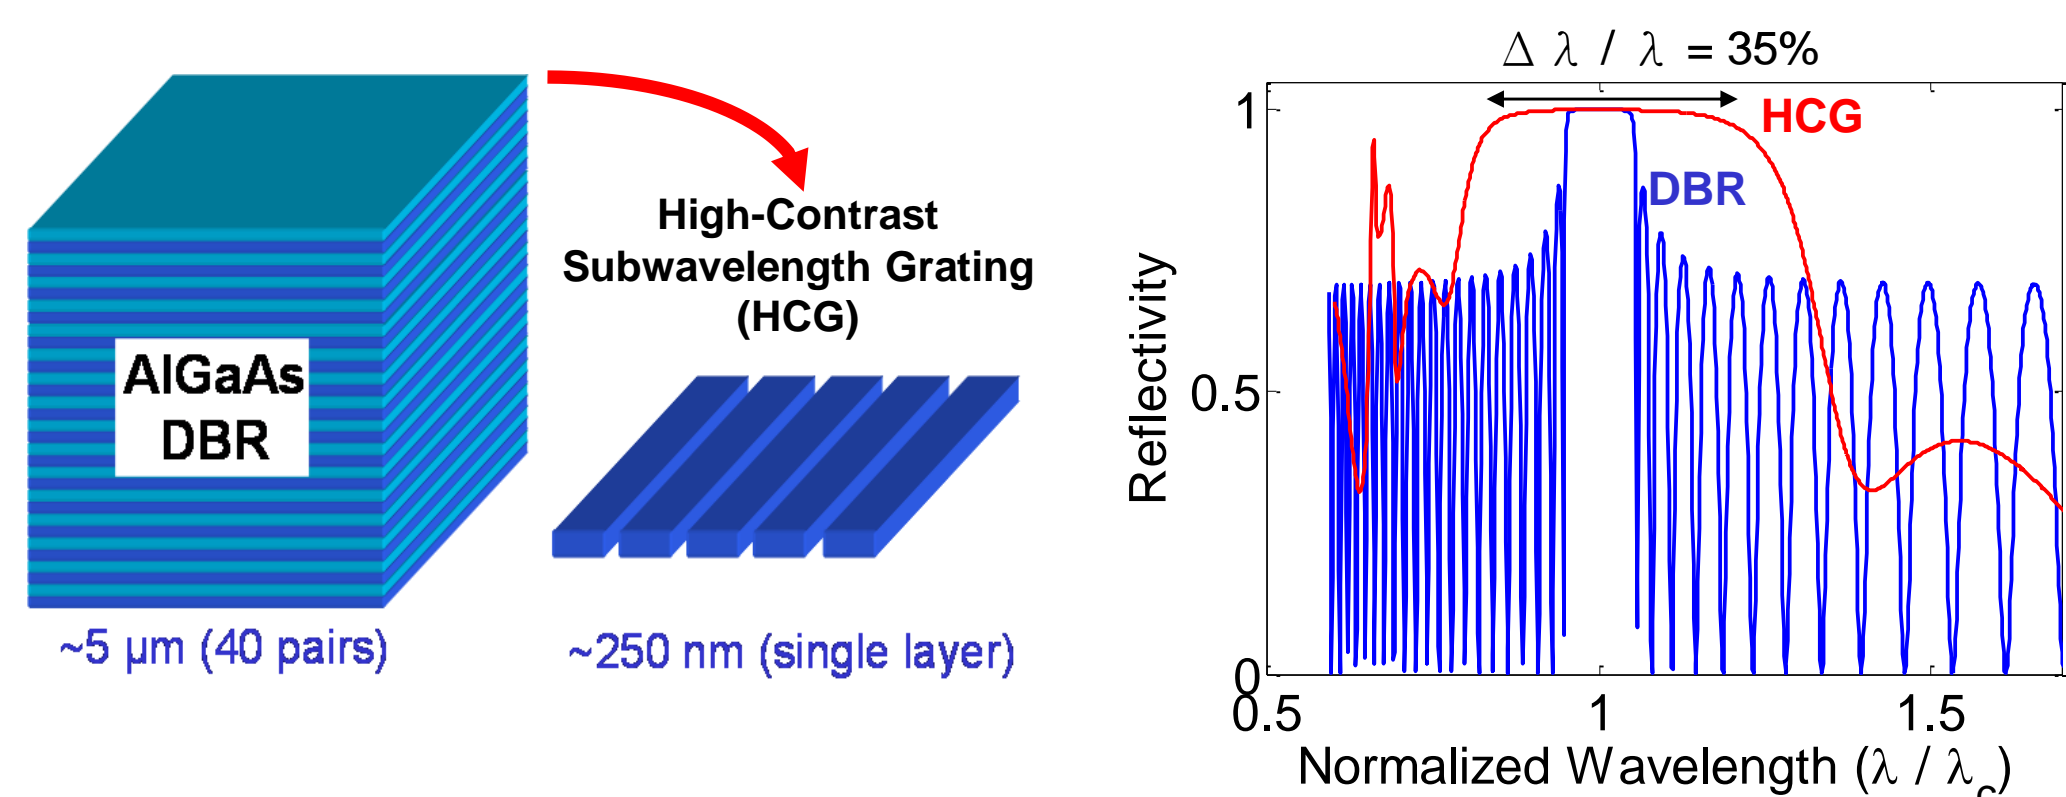 AlGaAs
DBR
~5 µm (40 pairs)
High-Contrast
Subwavelength Grating
(HCG)
~250 nm (single layer)
Δ λ / λ = 35%
HCG
DBR
Reflectivity
1
0.5
0
0.5
1
1.5
Normalized Wavelength (λ / λc)